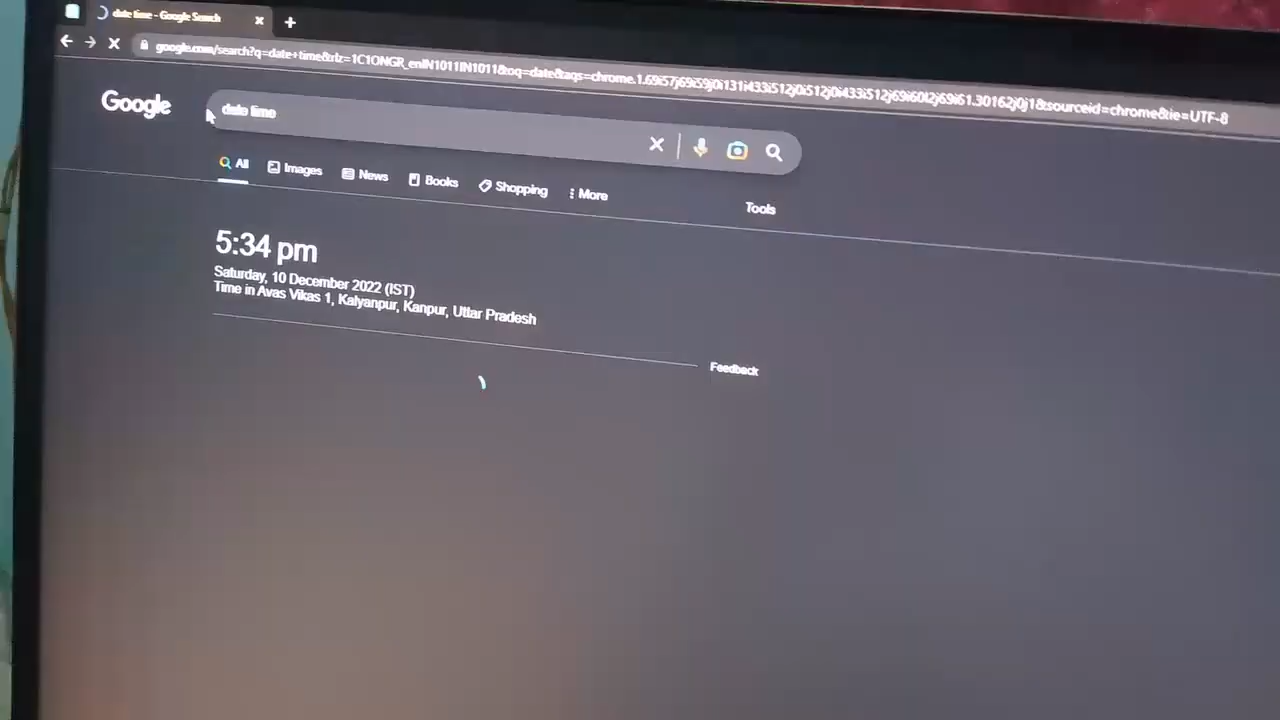 date time - Google Search
Google
date time
All Images News Books Shopping More
Tools
5:34 pm
Saturday, 10 December 2022 (IST)
Time in Avas Vikas 1, Kalyanpur, Kanpur, Uttar Pradesh
Feedback